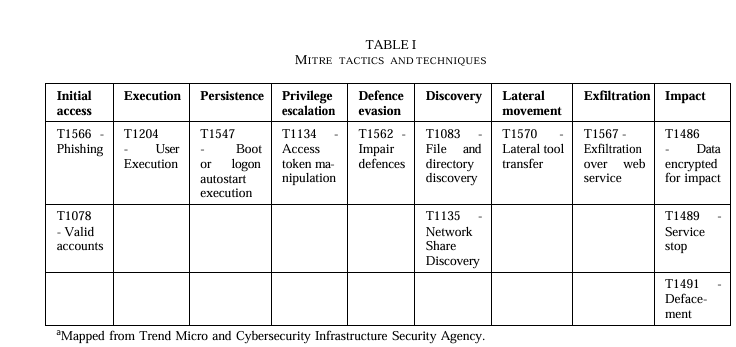 TABLE I
MITRE TACTICS AND TECHNIQUES
Initial access
Execution
Persistence
Privilege escalation
Defence evasion
Discovery
Lateral movement
Exfiltration
Impact
T1566 -
Phishing
T1204
- User
Execution
T1547
- Boot
or logon
autostart
execution
T1134 -
Access
token ma-
nipulation
T1562 -
Impair
defences
T1083 -
File and
directory
discovery
T1570 -
Lateral tool
transfer
T1567 -
Exfiltration
over web
service
T1486
- Data
encrypted
for impact
T1078
- Valid
accounts
T1135 -
Network
Share
Discovery
T1489 -
Service
stop
T1491 -
Deface-
ment
aMapped from Trend Micro and Cybersecurity Infrastructure Security Agency.